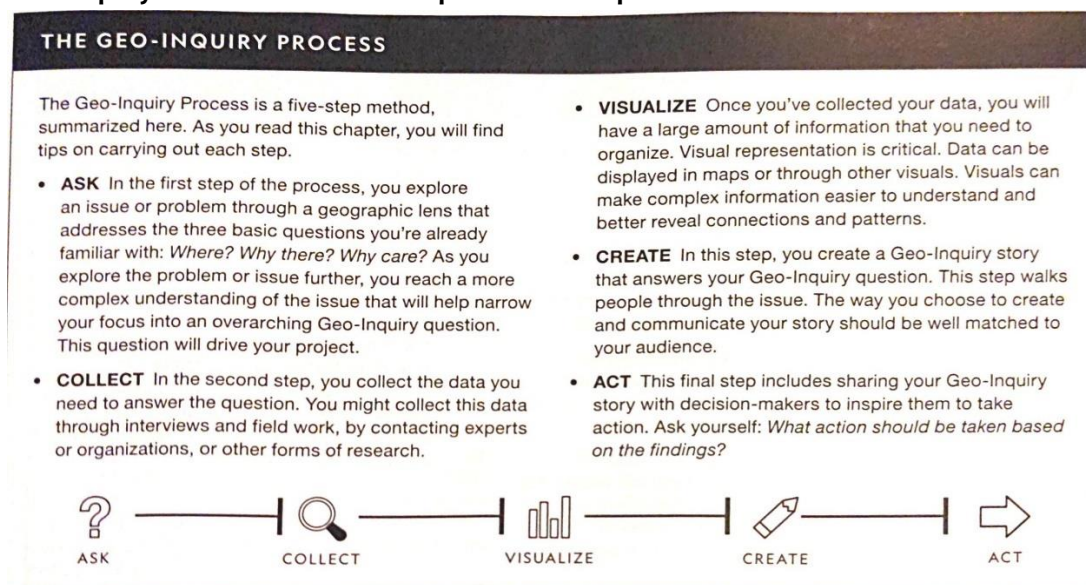 THE GEO-INQUIRY PROCESS
The Geo-Inquiry Process is a five-step method,
summarized here. As you read this chapter, you will find
tips on carrying out each step.
• ASK In the first step of the process, you explore
an issue or problem through a geographic lens that
addresses the three basic questions you're already
familiar with: Where? Why there? Why care? As you
explore the problem or issue further, you reach a more
complex understanding of the issue that will help narrow
your focus into an overarching Geo-Inquiry question.
This question will drive your project.
• COLLECT In the second step, you collect the data you
need to answer the question. You might collect this data
through interviews and field work, by contacting experts
or organizations, or other forms of research.
• VISUALIZE Once you've collected your data, you will
have a large amount of information that you need to
organize. Visual representation is critical. Data can be
displayed in maps or through other visuals. Visuals can
make complex information easier to understand and
better reveal connections and patterns.
• CREATE In this step, you create a Geo-Inquiry story
that answers your Geo-Inquiry question. This step walks
people through the issue. The way you choose to create
and communicate your story should be well matched to
your audience.
• ACT This final step includes sharing your Geo-Inquiry
story with decision-makers to inspire them to take
action. Ask yourself: What action should be taken based
on the findings?
ASK COLLECT VISUALIZE CREATE ACT